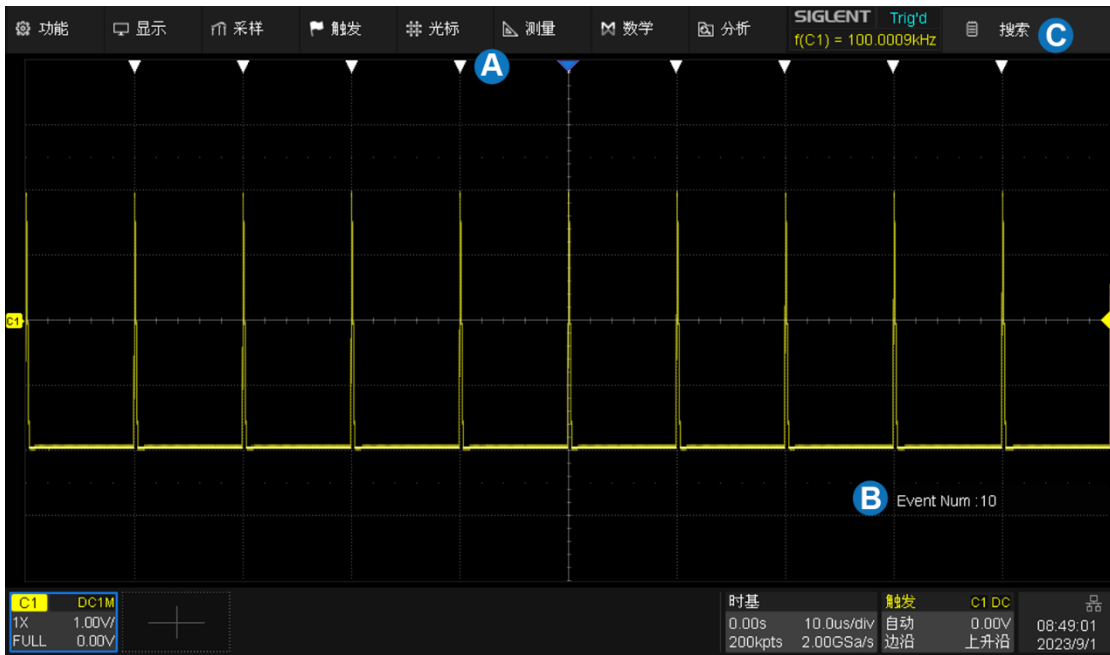 功能 显示 采样 触发 光标 测量 数学 分析 SIGLENT Trig'd 搜索 C
f(C1) = 100.0009kHz
A
C1
B Event Num :10
C1 DC1M
1X 1.00V/
FULL 0.00V
时基
0.00s 10.0us/div
200kpts 2.00GSa/s
触发 C1 DC
自动 0.00V
边沿 上升沿
08:49:01
2023/9/1